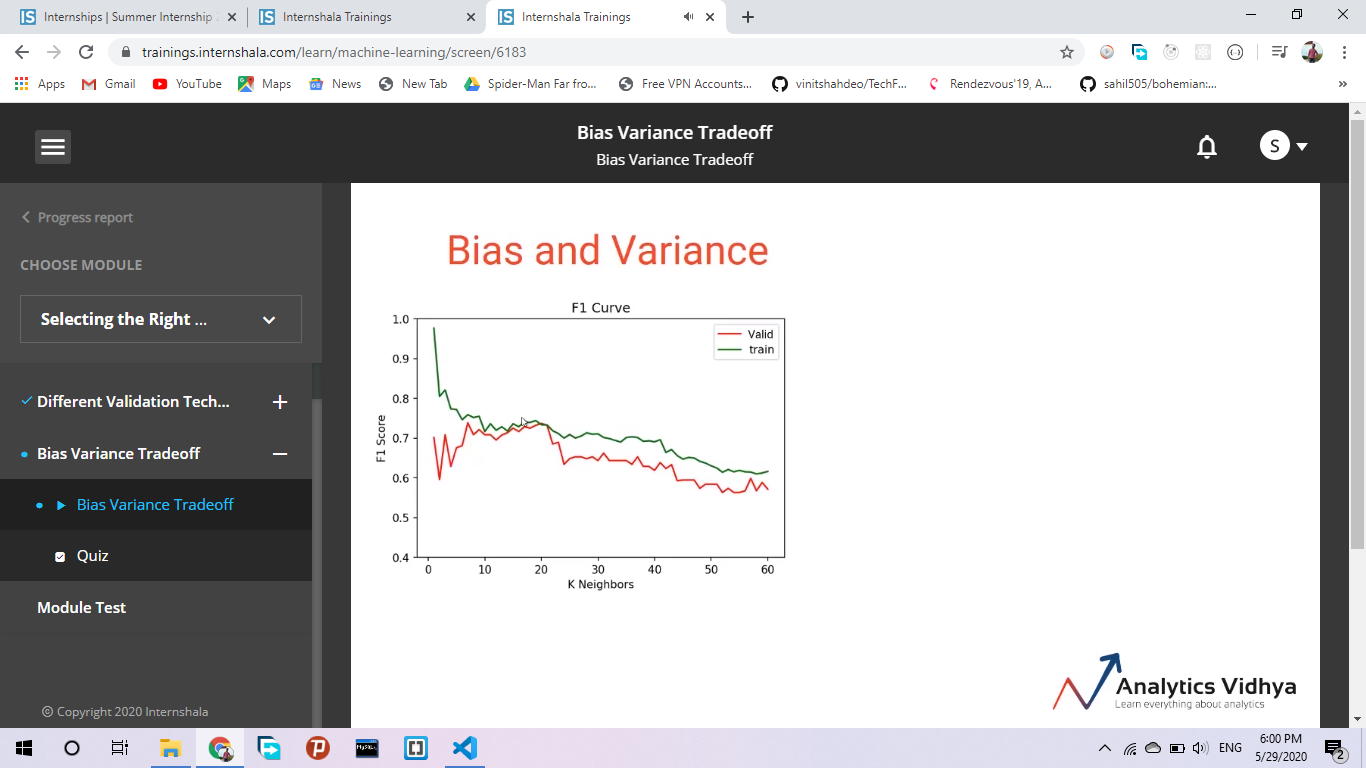 Internships | Summer Internship
Internshala Trainings
Internshala Trainings
trainings.internshala.com/learn/machine-learning/screen/6183
Apps
Gmail
YouTube
Maps
News
New Tab
Spider-Man Far fro...
Free VPN Accounts...
vinitshahdeo/TechF...
Rendezvous'19, A...
sahil505/bohemian:...
»
Bias Variance Tradeoff
Bias Variance Tradeoff
S
Progress report
CHOOSE MODULE
Selecting the Right ...
Different Validation Tech...
Bias Variance Tradeoff
Bias Variance Tradeoff
Quiz
Module Test
© Copyright 2020 Internshala
Bias and Variance
F1 Curve
Valid
train
1.0
0.9
0.8
0.7
0.6
0.5
0.4
F1 Score
0 10 20 30 40 50 60
K Neighbors
Analytics Vidhya
Learn everything about analytics
MySQL
ENG
6:00 PM
5/29/2020
2